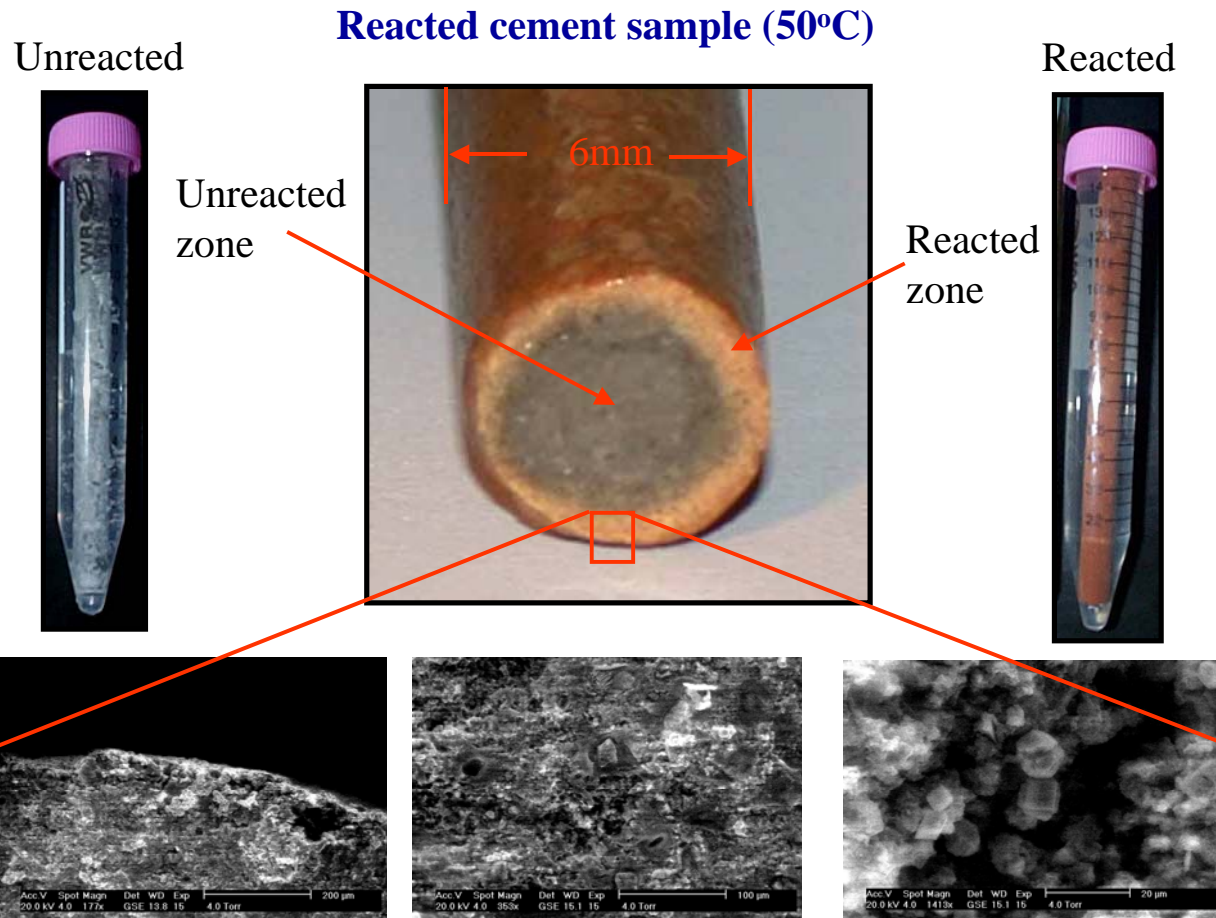 Reacted cement sample (50°C)
Unreacted
Reacted
6mm
Unreacted
zone
Reacted
zone
VWR
Acc.V Spot Magn Det WD Exp 200 µm
20.0 kV 4.0 177x GSE 13.8 15 4.0 Torr
Acc.V Spot Magn Det WD Exp 100 µm
20.0 kV 4.0 353x GSE 15.1 15 4.0 Torr
Acc.V Spot Magn Det WD Exp 20 µm
20.0 kV 4.0 1413x GSE 15.1 15 4.0 Torr